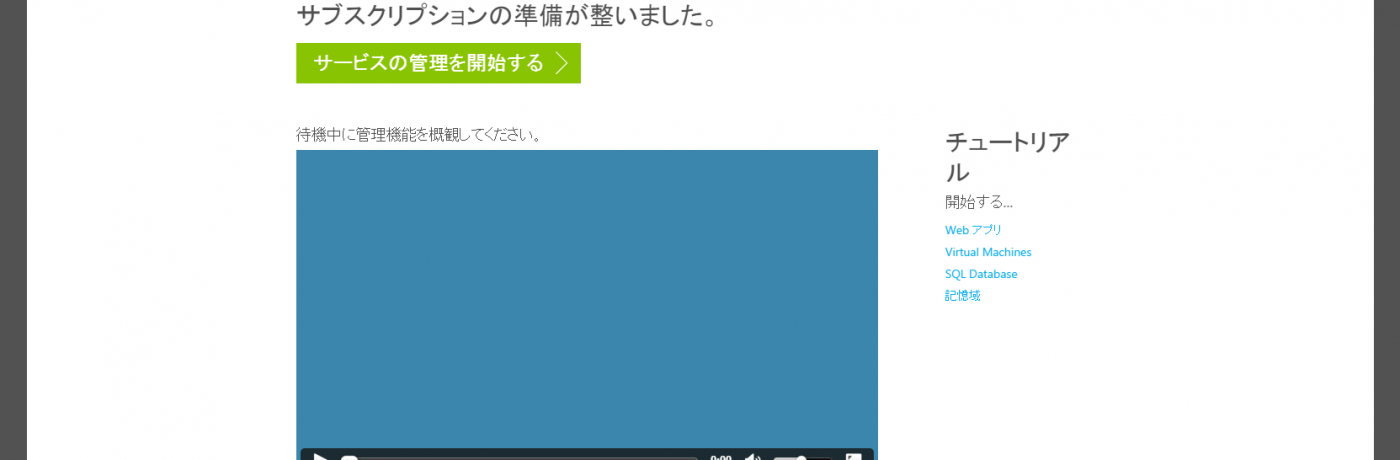 サブスクリプションの準備が整いました。
サービスの管理を開始する
待機中に管理機能を概観してください。
チュートリア
ル
開始する...
Web アプリ
Virtual Machines
SQL Database
記憶域
0:00